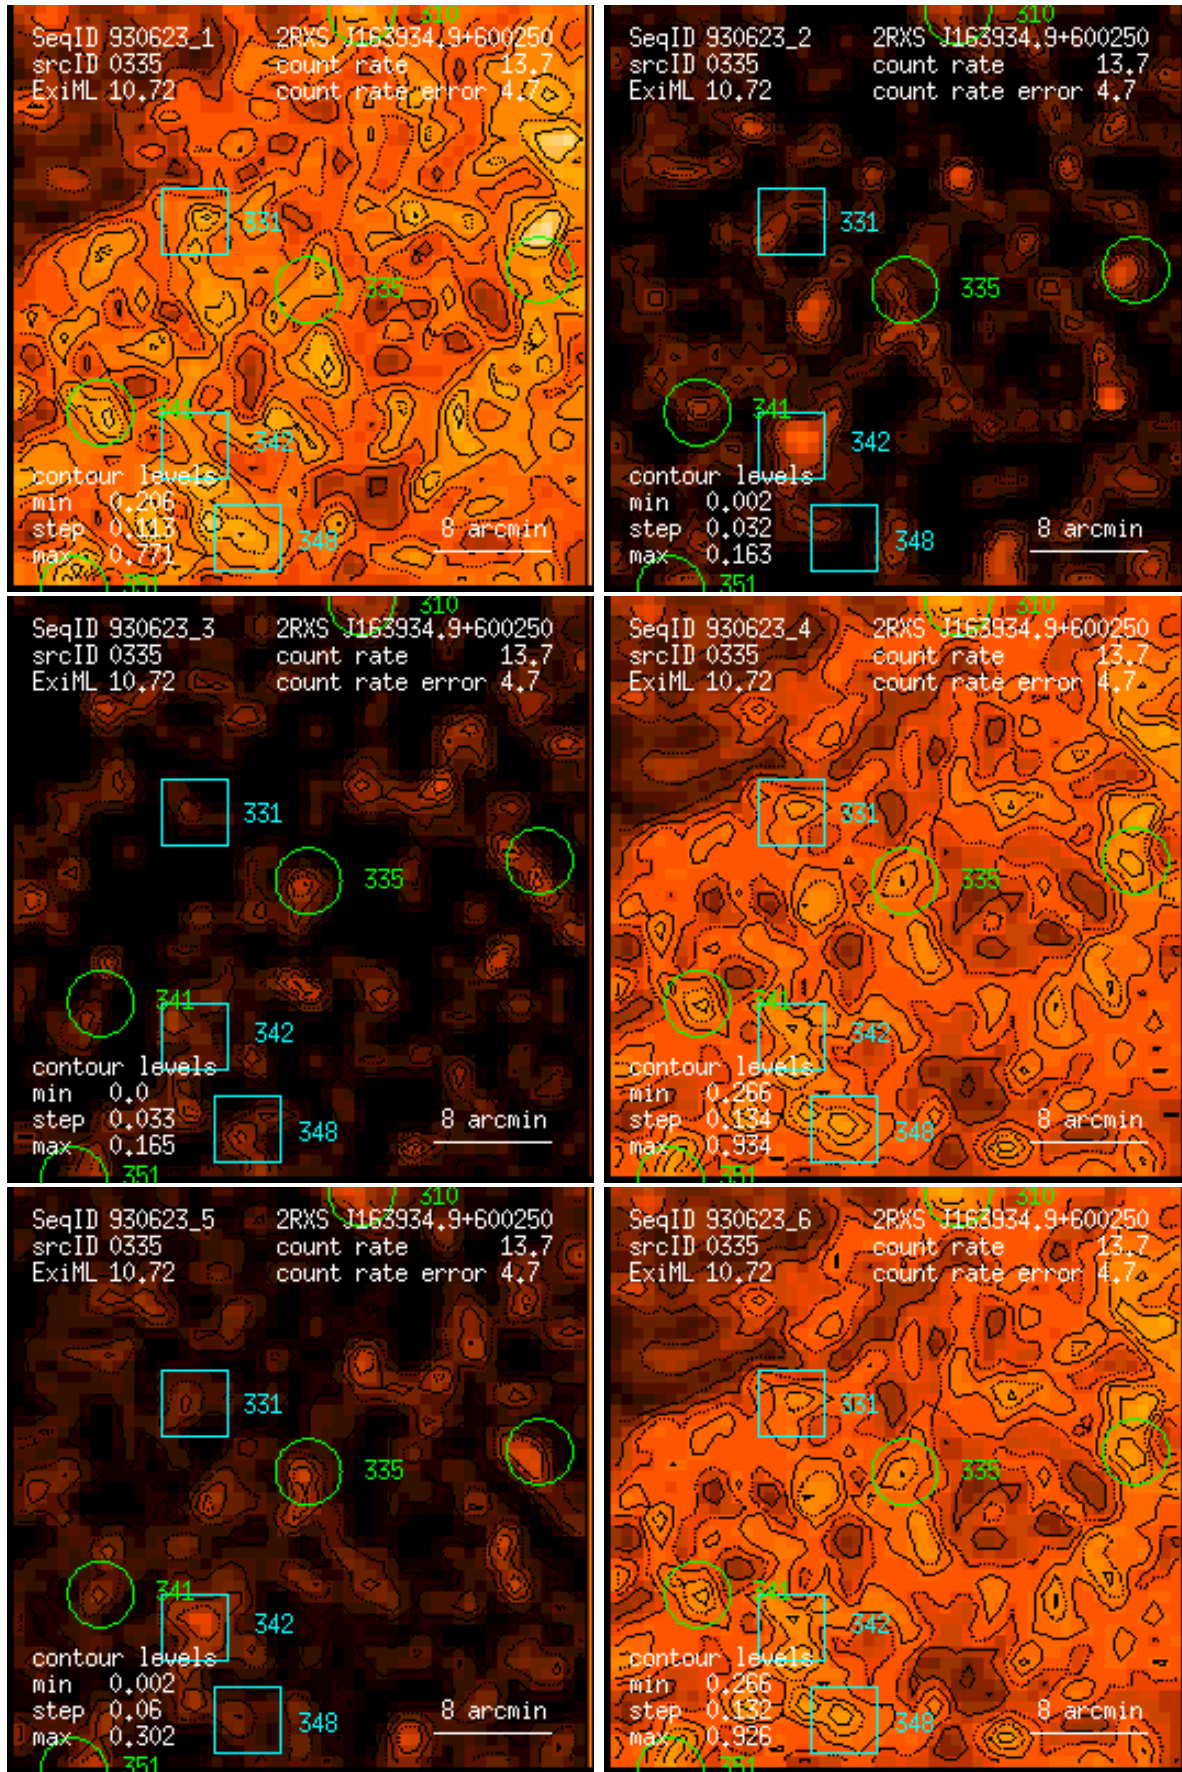 310
SeqID 930623_1 2RXS J163934.9+600250
srcID 0335 count rate 13.7
ExiML 10.72 count rate error 4.7
331
335
341
342
contour levels
min 0.206
step 0.113 8 arcmin
348
max 0.771
351
310
SeqID 930623_2 2RXS J163934.9+600250
srcID 0335 count rate 13.7
ExiML 10.72 count rate error 4.7
331
335
341
342
contour levels
min 0.002
step 0.032 8 arcmin
348
max 0.163
351
310
SeqID 930623_3 2RXS J163934.9+600250
srcID 0335 count rate 13.7
ExiML 10.72 count rate error 4.7
331
335
341
342
contour levels
min 0.0
step 0.033 8 arcmin
348
max 0.165
351
310
SeqID 930623_4 2RXS J163934.9+600250
srcID 0335 count rate 13.7
ExiML 10.72 count rate error 4.7
331
335
341
342
contour levels
min 0.266
step 0.134 8 arcmin
348
max 0.934
351
310
SeqID 930623_5 2RXS J163934.9+600250
srcID 0335 count rate 13.7
ExiML 10.72 count rate error 4.7
331
335
341
342
contour levels
min 0.002
step 0.06 8 arcmin
348
max 0.302
351
310
SeqID 930623_6 2RXS J163934.9+600250
srcID 0335 count rate 13.7
ExiML 10.72 count rate error 4.7
331
335
341
342
contour levels
min 0.266
step 0.132 8 arcmin
348
max 0.926
351